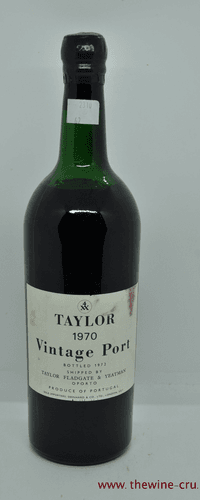 TAYLOR
1970
Vintage Port
BOTTLED 1972
SHIPPED BY
TAYLOR FLADGATE & YEATMAN
OPORTO
PRODUCE OF PORTUGAL
www.thewine-cru.